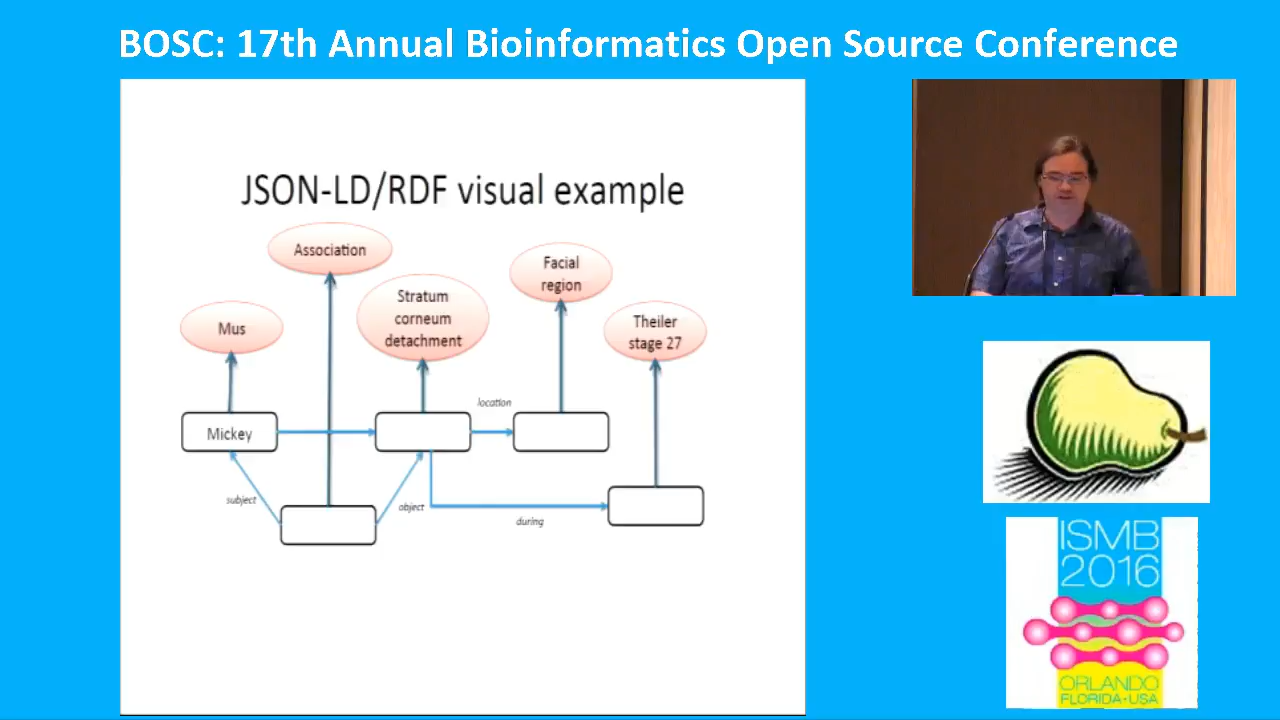 BOSC: 17th Annual Bioinformatics Open Source Conference
JSON-LD/RDF visual example
Association
Facial
region
Stratum
corneum
detachment
Mus
Theiler
stage 27
location
Mickey
subject
object
during
ISMB
2016
ORLANDO
FLORIDA-USA